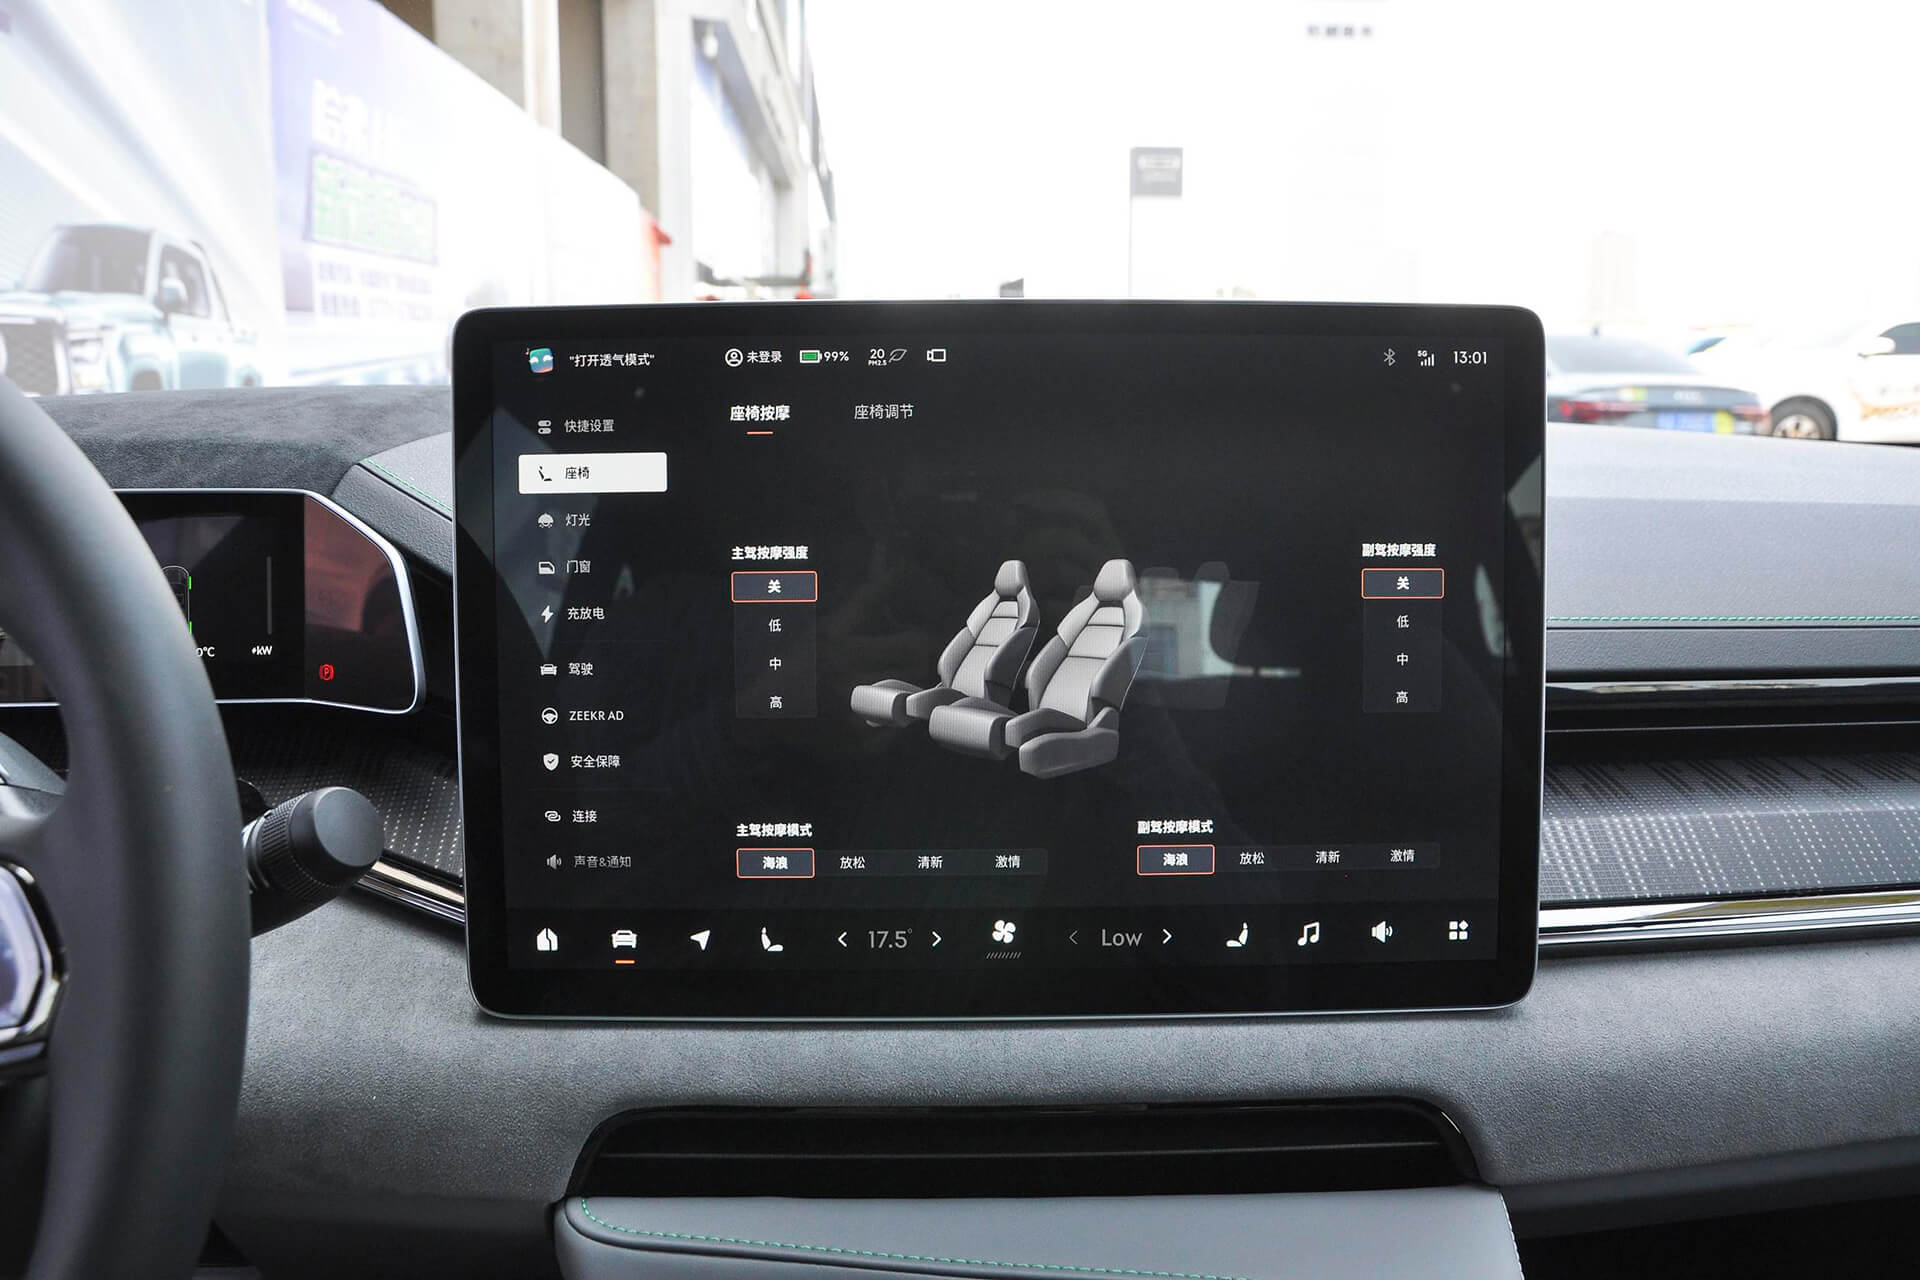 "打开透气模式"
未登录
99%
20
PM2.5
5G
13:01
快捷设置
座椅
灯光
门窗
充放电
驾驶
ZEEKR AD
安全保障
连接
声音&通知
座椅按摩
座椅调节
主驾按摩强度
关
低
中
高
副驾按摩强度
关
低
中
高
主驾按摩模式
海浪
放松
清新
激情
副驾按摩模式
海浪
放松
清新
激情
17.5°
Low
0°C
kW
P